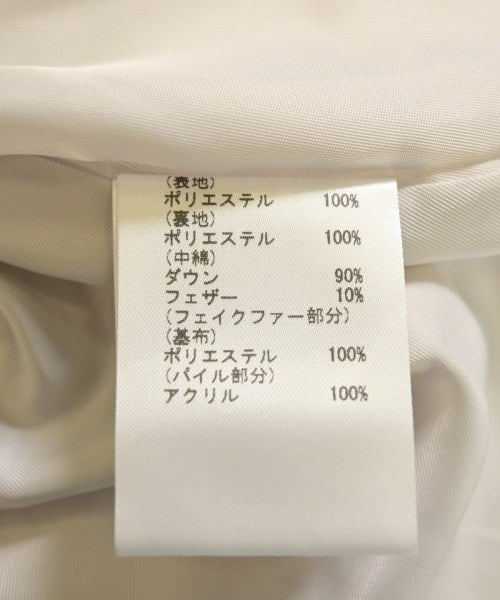 (表地)
ポリエステル 100%
(裏地)
ポリエステル 100%
(中綿)
ダウン 90%
フェザー 10%
(フェイクファー部分)
(基布)
ポリエステル 100%
(パイル部分)
アクリル 100%